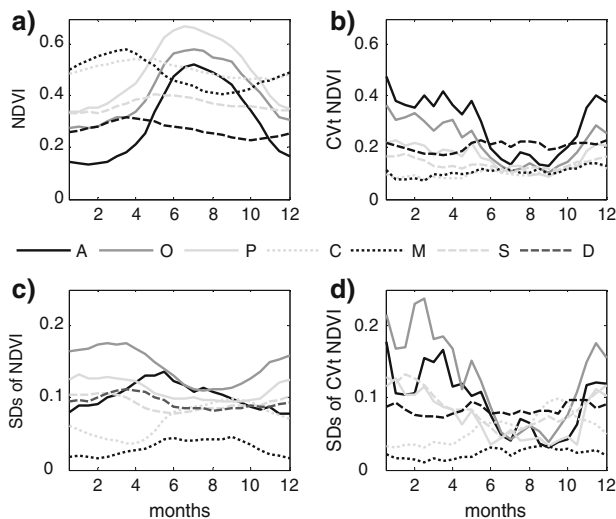 a)
b)
NDVI
CVt NDVI
0.6
0.4
0.2
0
2 4 6 8 10 12
0.6
0.4
0.2
0
2 4 6 8 10 12
A O P C M S D
c)
d)
SDs of NDVI
SDs of CVt NDVI
0.2
0.1
0
2 4 6 8 10 12
months
0.2
0.1
0
2 4 6 8 10 12
months